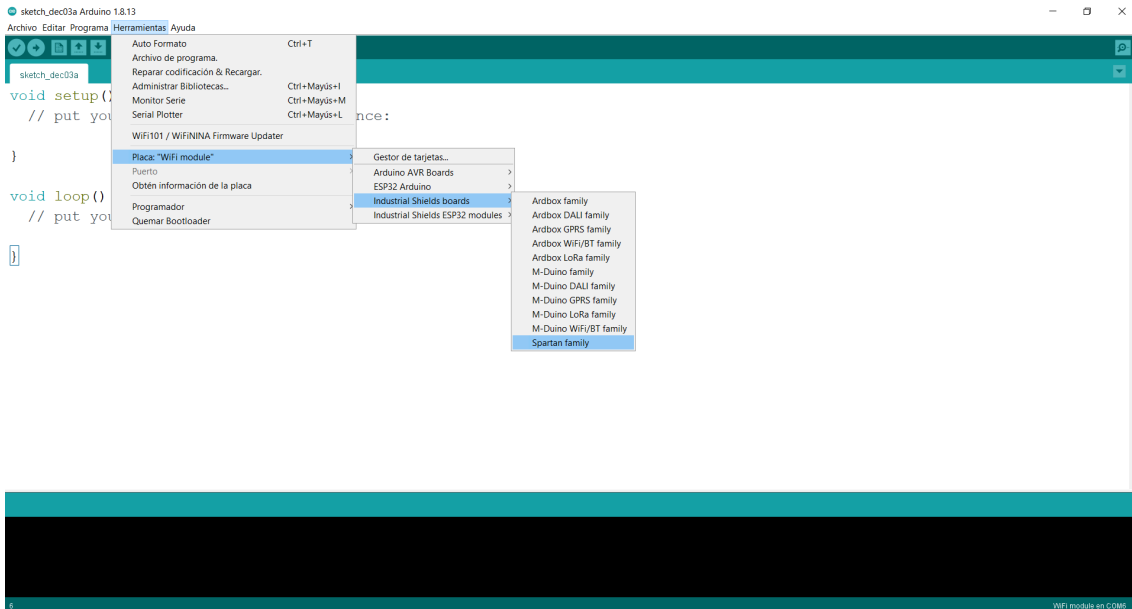 sketch_dec03a Arduino 1.8.13
Archivo Editar Programa Herramientas Ayuda
sketch_dec03a
void setup()
// put you
nce:
}
void loop()
// put you
}
Auto Formato Ctrl+T
Archivo de programa.
Reparar codificación & Recargar.
Administrar Bibliotecas... Ctrl+Mayús+I
Monitor Serie Ctrl+Mayús+M
Serial Plotter Ctrl+Mayús+L
WiFi101 / WiFiNINA Firmware Updater
Placa: "WiFi module"
Puerto
Obtén información de la placa
Programador
Quemar Bootloader
Gestor de tarjetas...
Arduino AVR Boards
ESP32 Arduino
Industrial Shields boards
Industrial Shields ESP32 modules
Ardbox family
Ardbox DALI family
Ardbox GPRS family
Ardbox WiFi/BT family
Ardbox LoRa family
M-Duino family
M-Duino DALI family
M-Duino GPRS family
M-Duino LoRa family
M-Duino WiFi/BT family
Spartan family
6
WiFi module en COM6